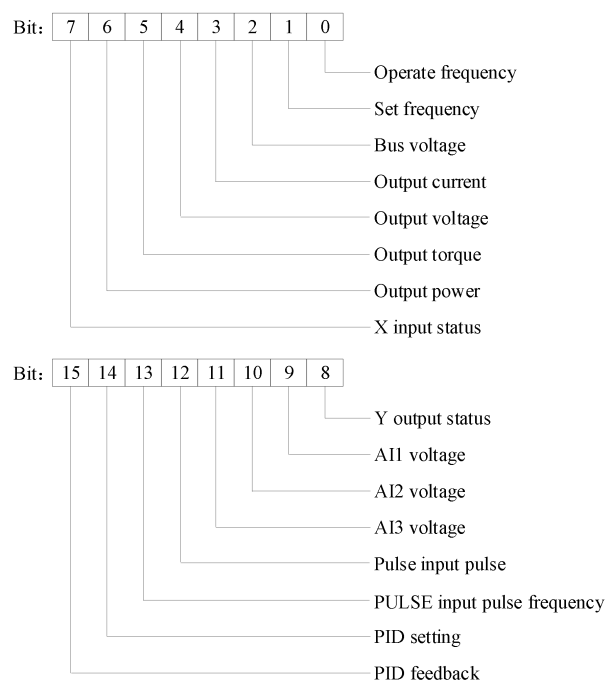 Bit: 7 6 5 4 3 2 1 0
Operate frequency
Set frequency
Bus voltage
Output current
Output voltage
Output torque
Output power
X input status
Bit: 15 14 13 12 11 10 9 8
Y output status
AI1 voltage
AI2 voltage
AI3 voltage
Pulse input pulse
PULSE input pulse frequency
PID setting
PID feedback